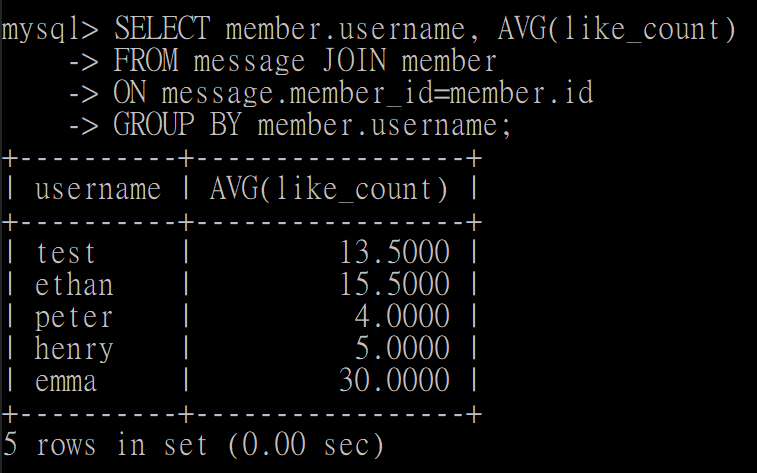 mysql> SELECT member.username, AVG(like_count)
    -> FROM message JOIN member
    -> ON message.member_id=member.id
    -> GROUP BY member.username;
+----------+-----------------+
| username | AVG(like_count) |
+----------+-----------------+
| test     |         13.5000 |
| ethan    |         15.5000 |
| peter    |          4.0000 |
| henry    |          5.0000 |
| emma     |         30.0000 |
+----------+-----------------+
5 rows in set (0.00 sec)